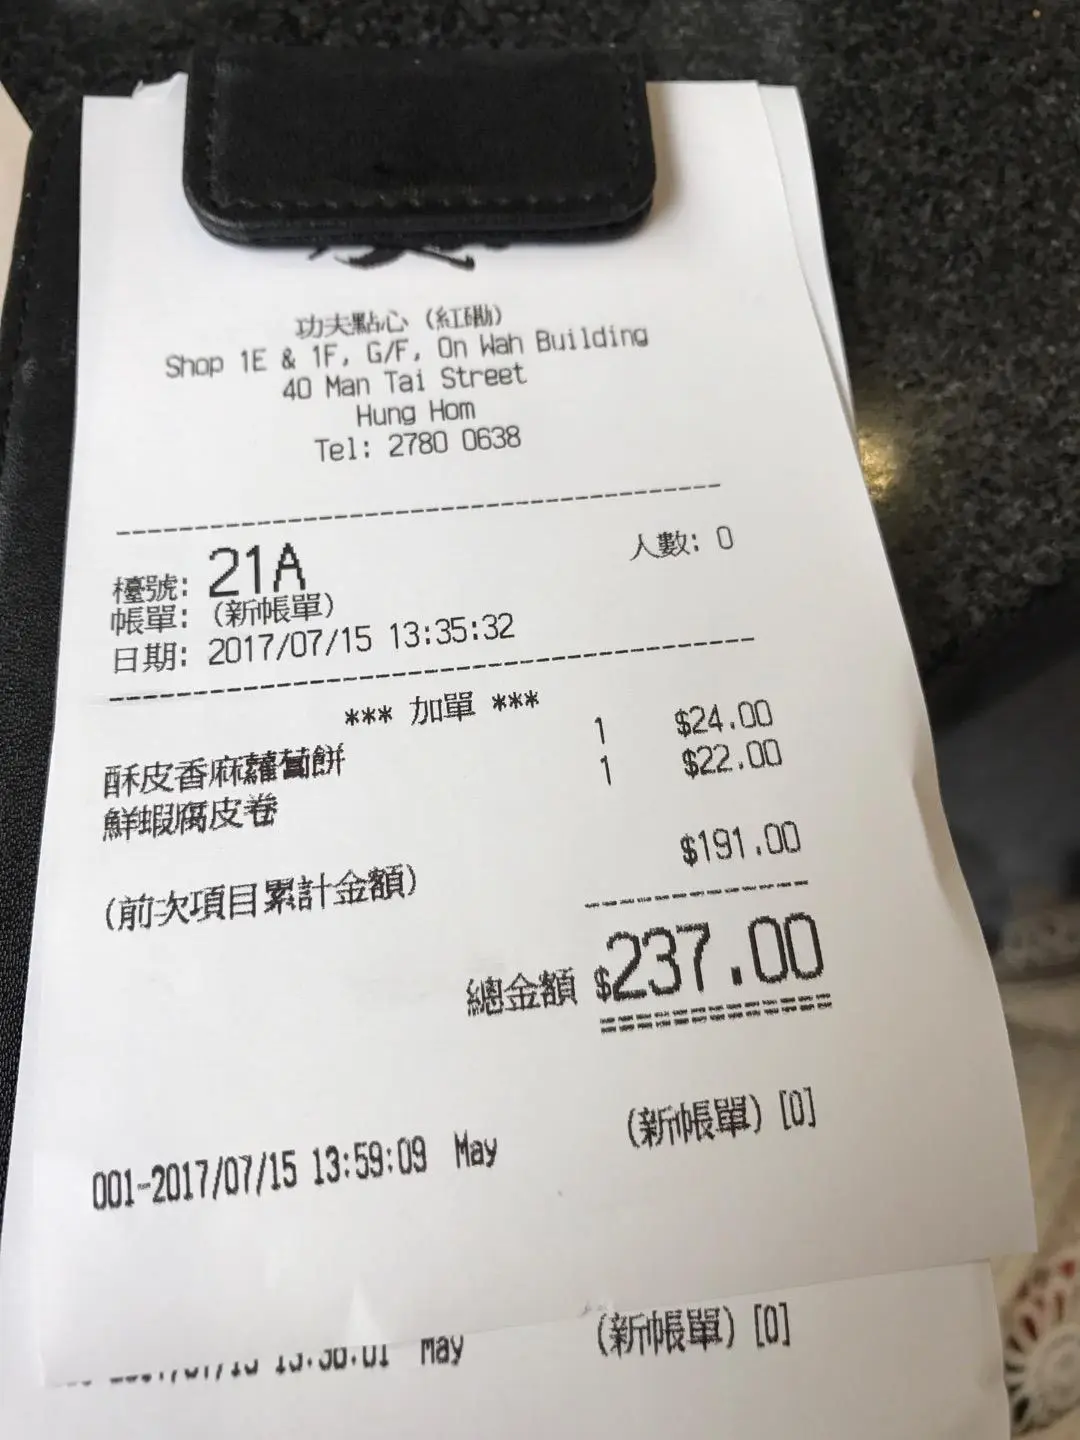 功夫點心 (紅磡)
Shop 1E & 1F, G/F, On Wah Building
40 Man Tai Street
Hung Hom
Tel: 2780 0638
檯號: 21A 人數: 0
帳單: (新帳單)
日期: 2017/07/15 13:35:32
*** 加單 ***
酥皮香麻蘿蔔餅 1 $24.00
鮮蝦腐皮卷 1 $22.00
(前次項目累計金額) $191.00
總金額 $237.00
(新帳單) [0]
001-2017/07/15 13:59:09 May
(新帳單) [0]
May